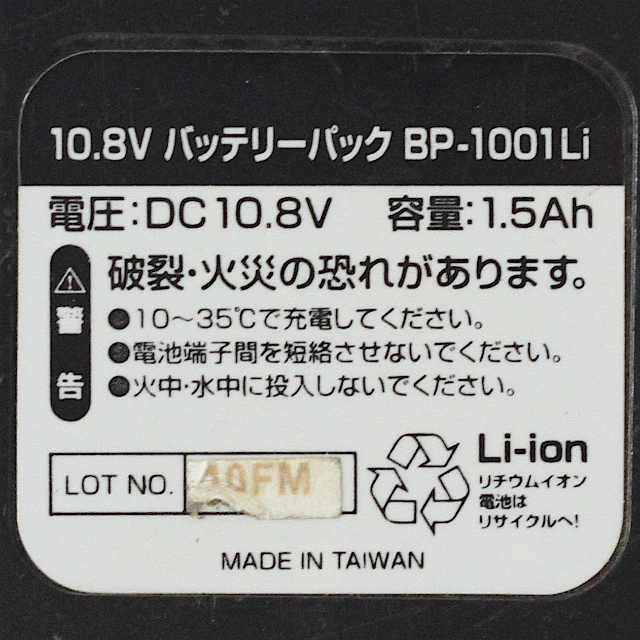 10.8V バッテリーパック BP-1001Li
電圧:DC10.8V 容量:1.5Ah
警告
破裂・火災の恐れがあります。
●10〜35℃で充電してください。
●電池端子間を短絡させないでください。
●火中・水中に投入しないでください。
LOT NO. 40FM
Li-ion
リチウムイオン
電池は
リサイクルへ!
MADE IN TAIWAN